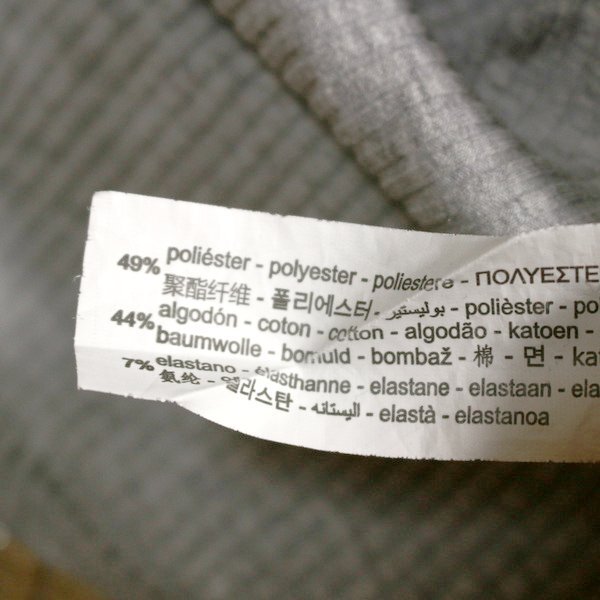 49% poliéster - polyester - poliestere - ΠΟΛΥΕΣΤΕ
聚酯纤维 - 폴리에스터 - بوليستير - polièster - po
44% algodón - coton - cotton - algodão - katoen -
baumwolle - bomuld - bombaž - 棉 - 면 - ka
7% elastano - élasthanne - elastane - elastaan - ela
氨纶 - 엘라스탄 - اليستانه - elastà - elastanoa